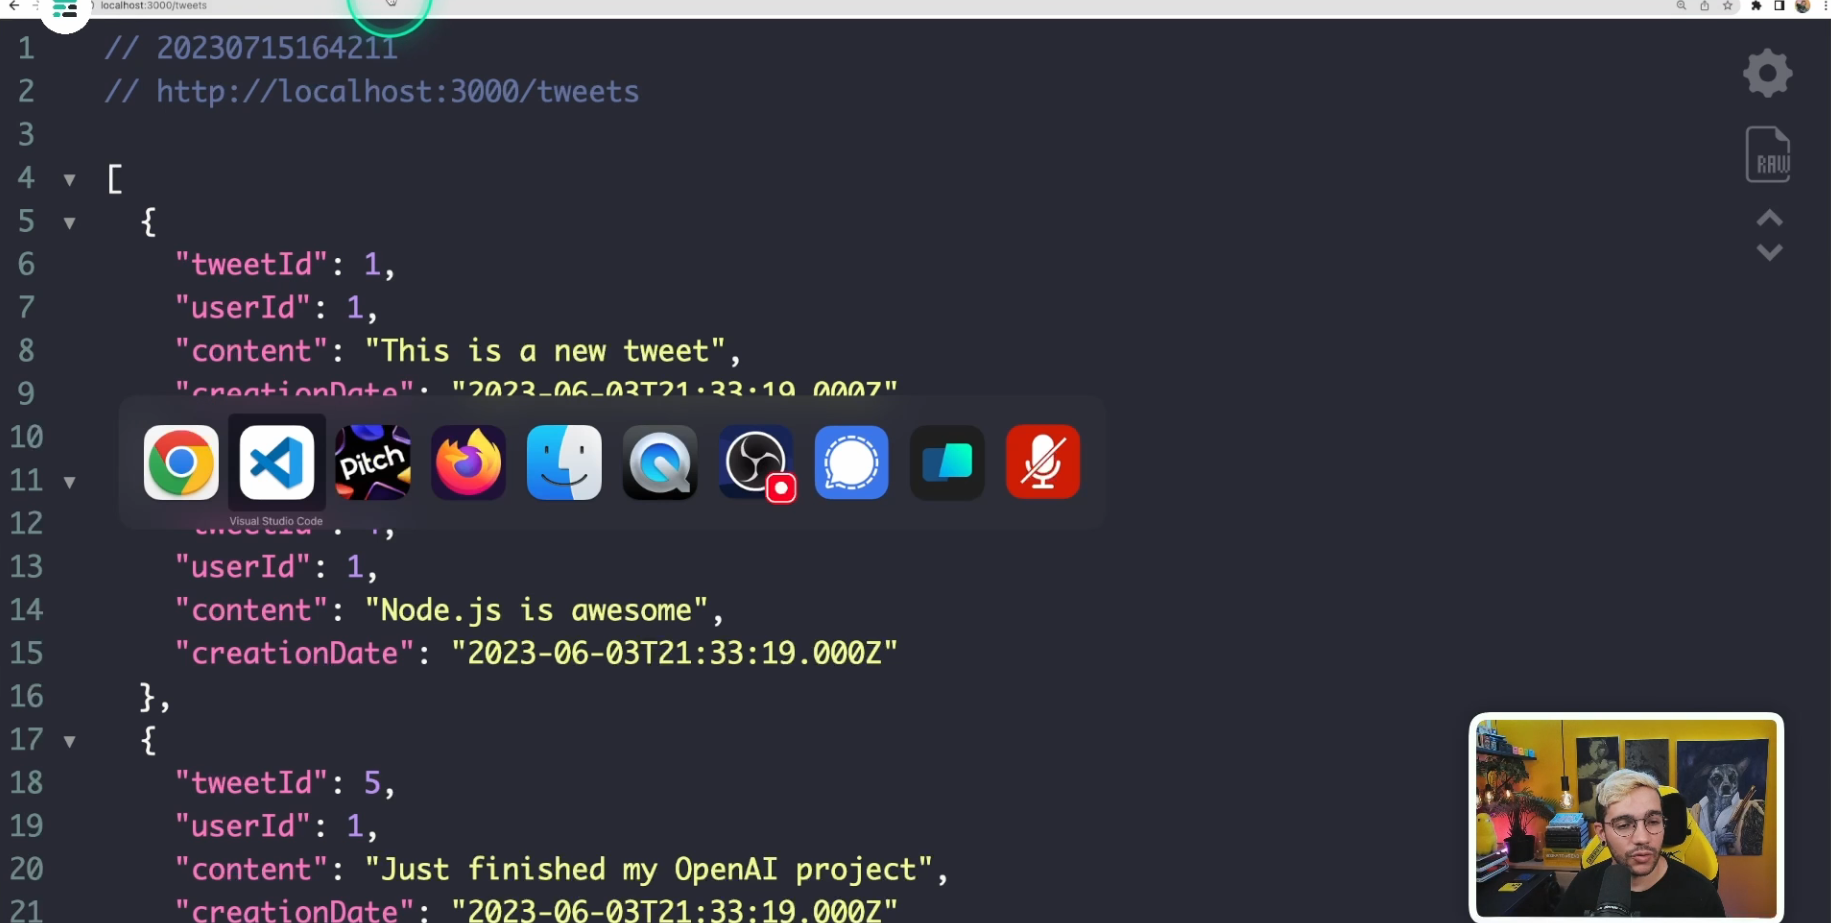 localhost:3000/tweets
1 // 20230715164211
2 // http://localhost:3000/tweets
3
4 [
5 {
6 "tweetId": 1,
7 "userId": 1,
8 "content": "This is a new tweet",
9 "creationDate": "2023-06-03T21:33:19.000Z"
10
11
Pitch
Visual Studio Code
12 "tweetId": 4,
13 "userId": 1,
14 "content": "Node.js is awesome",
15 "creationDate": "2023-06-03T21:33:19.000Z"
16 },
17 {
18 "tweetId": 5,
19 "userId": 1,
20 "content": "Just finished my OpenAI project",
21 "creationDate": "2023-06-03T21:33:19.000Z"
RAW